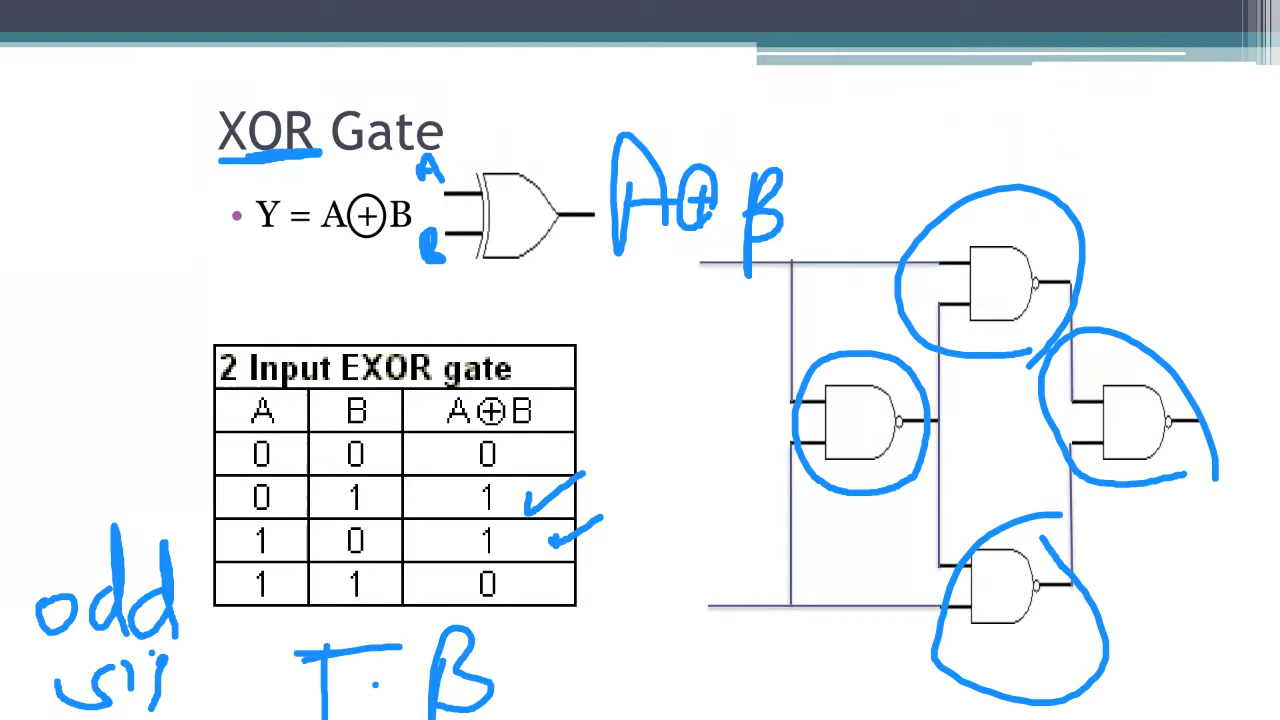 XOR Gate
• Y = A⊕B
A
B
A⊕B
2 Input EXOR gate
A B A⊕B
0 0 0
0 1 1
1 0 1
1 1 0
odd